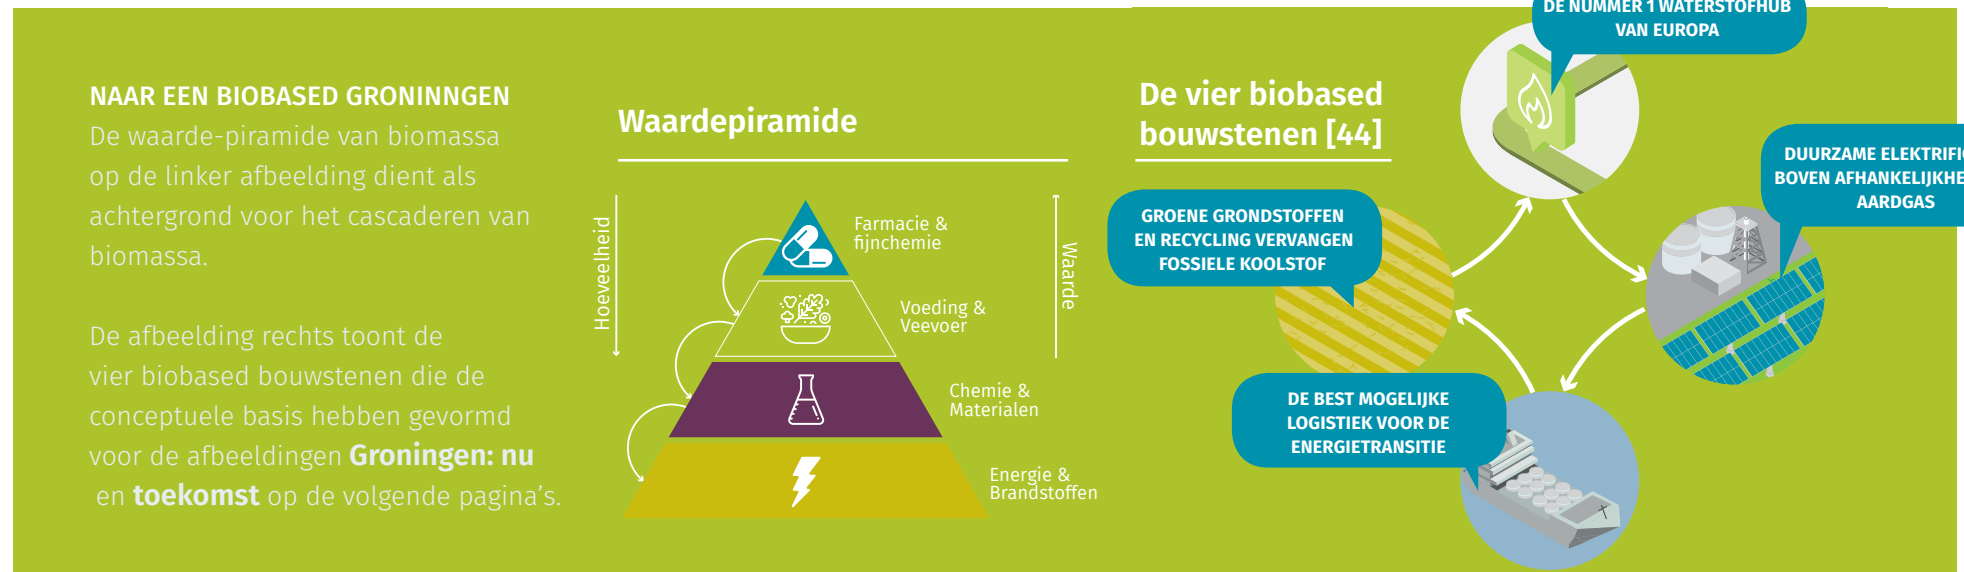 NAAR EEN BIOBASED GRONINNGEN
De waarde-piramide van biomassa
op de linker afbeelding dient als
achtergrond voor het cascaderen van
biomassa.
De afbeelding rechts toont de
vier biobased bouwstenen die de
conceptuele basis hebben gevormd
voor de afbeeldingen Groningen: nu
en toekomst op de volgende pagina's.
Waardepiramide
Hoeveelheid
Waarde
Farmacie &
fijnchemie
Voeding &
Veevoer
Chemie &
Materialen
Energie &
Brandstoffen
De vier biobased
bouwstenen [44]
DE NUMMER 1 WATERSTOFHUB
VAN EUROPA
DUURZAME
BOVEN
AARDGAS
GROENE GRONDSTOFFEN
EN RECYCLING VERVANGEN
FOSSIELE KOOLSTOF
DE BEST MOGELIJKE
LOGISTIEK VOOR DE
ENERGIETRANSITIE